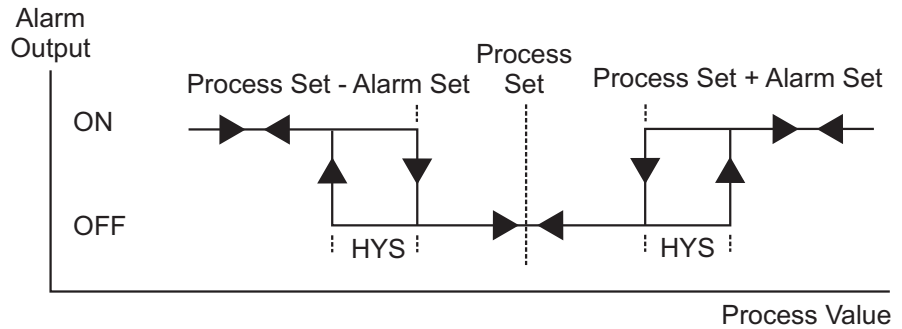 Alarm
Output
Process
Set
Process Set - Alarm Set
Process Set + Alarm Set
ON
OFF
HYS
HYS
Process Value